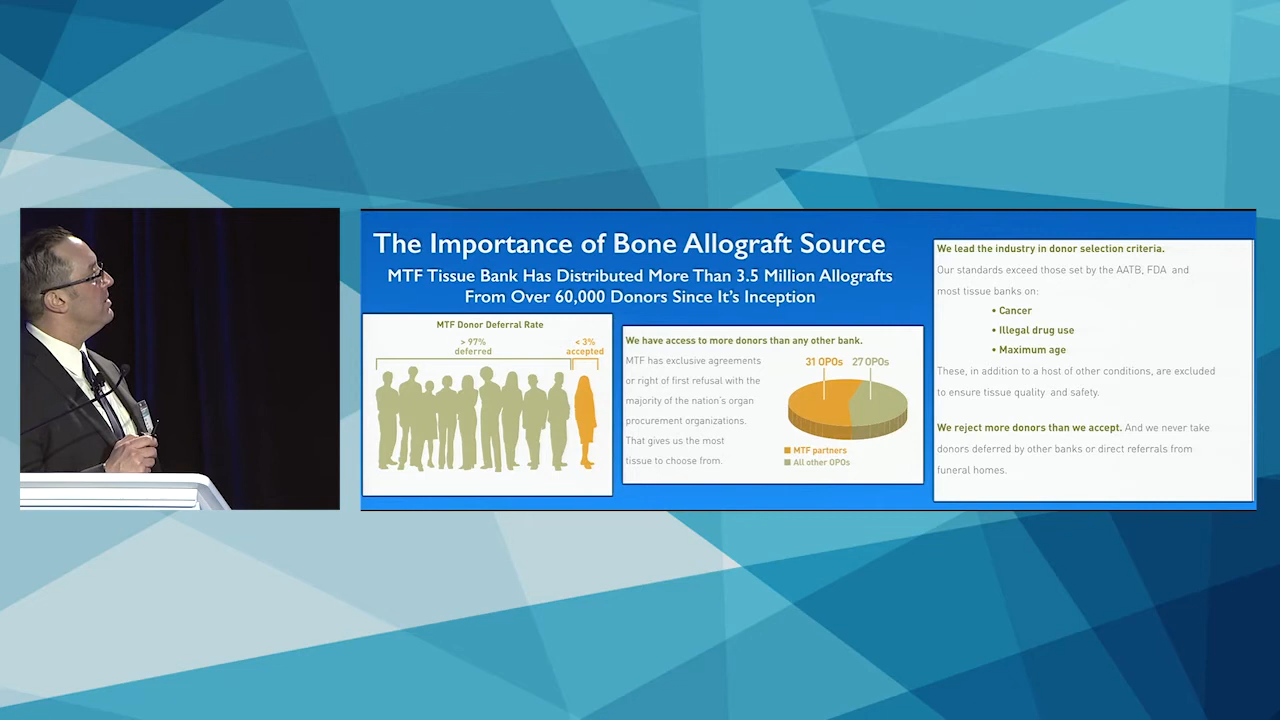 The Importance of Bone Allograft Source
MTF Tissue Bank Has Distributed More Than 3.5 Million Allografts
From Over 60,000 Donors Since It's Inception
MTF Donor Deferral Rate
> 97%
deferred
< 3%
accepted
We have access to more donors than any other bank.
MTF has exclusive agreements
or right of first refusal with the
majority of the nation's organ
procurement organizations.
That gives us the most
tissue to choose from.
31 OPOs
27 OPOs
MTF partners
All other OPOs
We lead the industry in donor selection criteria.
Our standards exceed those set by the AATB, FDA and
most tissue banks on:
• Cancer
• Illegal drug use
• Maximum age
These, in addition to a host of other conditions, are excluded
to ensure tissue quality and safety.
We reject more donors than we accept. And we never take
donors deferred by other banks or direct referrals from
funeral homes.